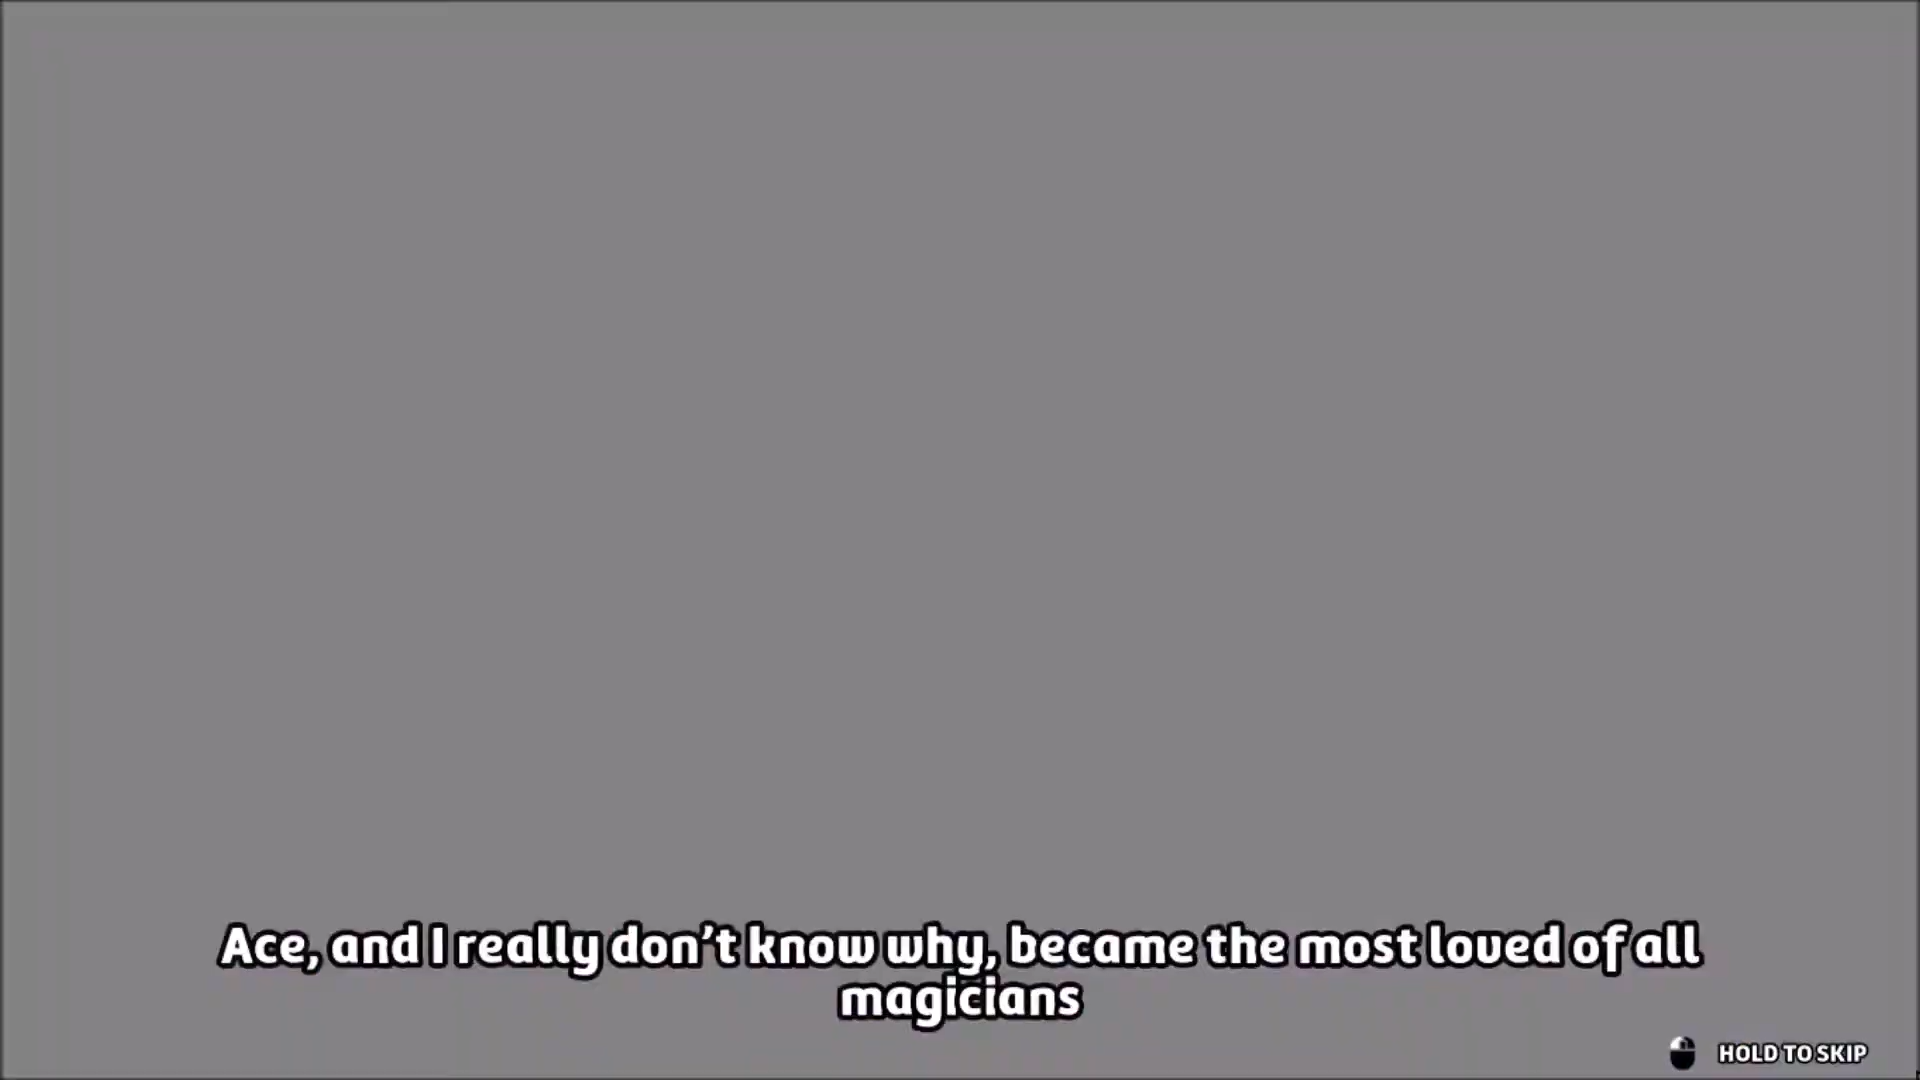 Ace, and I really don't know why, became the most loved of all
magicians
HOLD TO SKIP